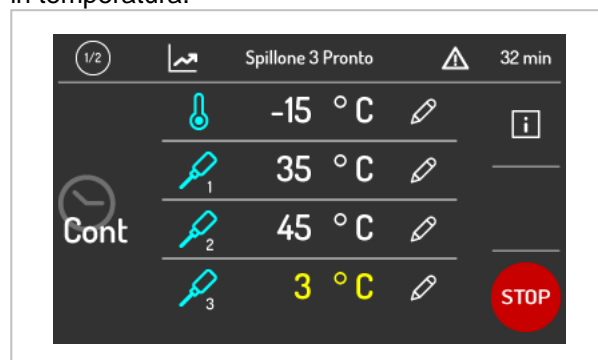 in temperatura.
1/2 Spillone 3 Pronto 32 min
-15 °C
i
1 35 °C
Cont
2 45 °C
3 3 °C
STOP